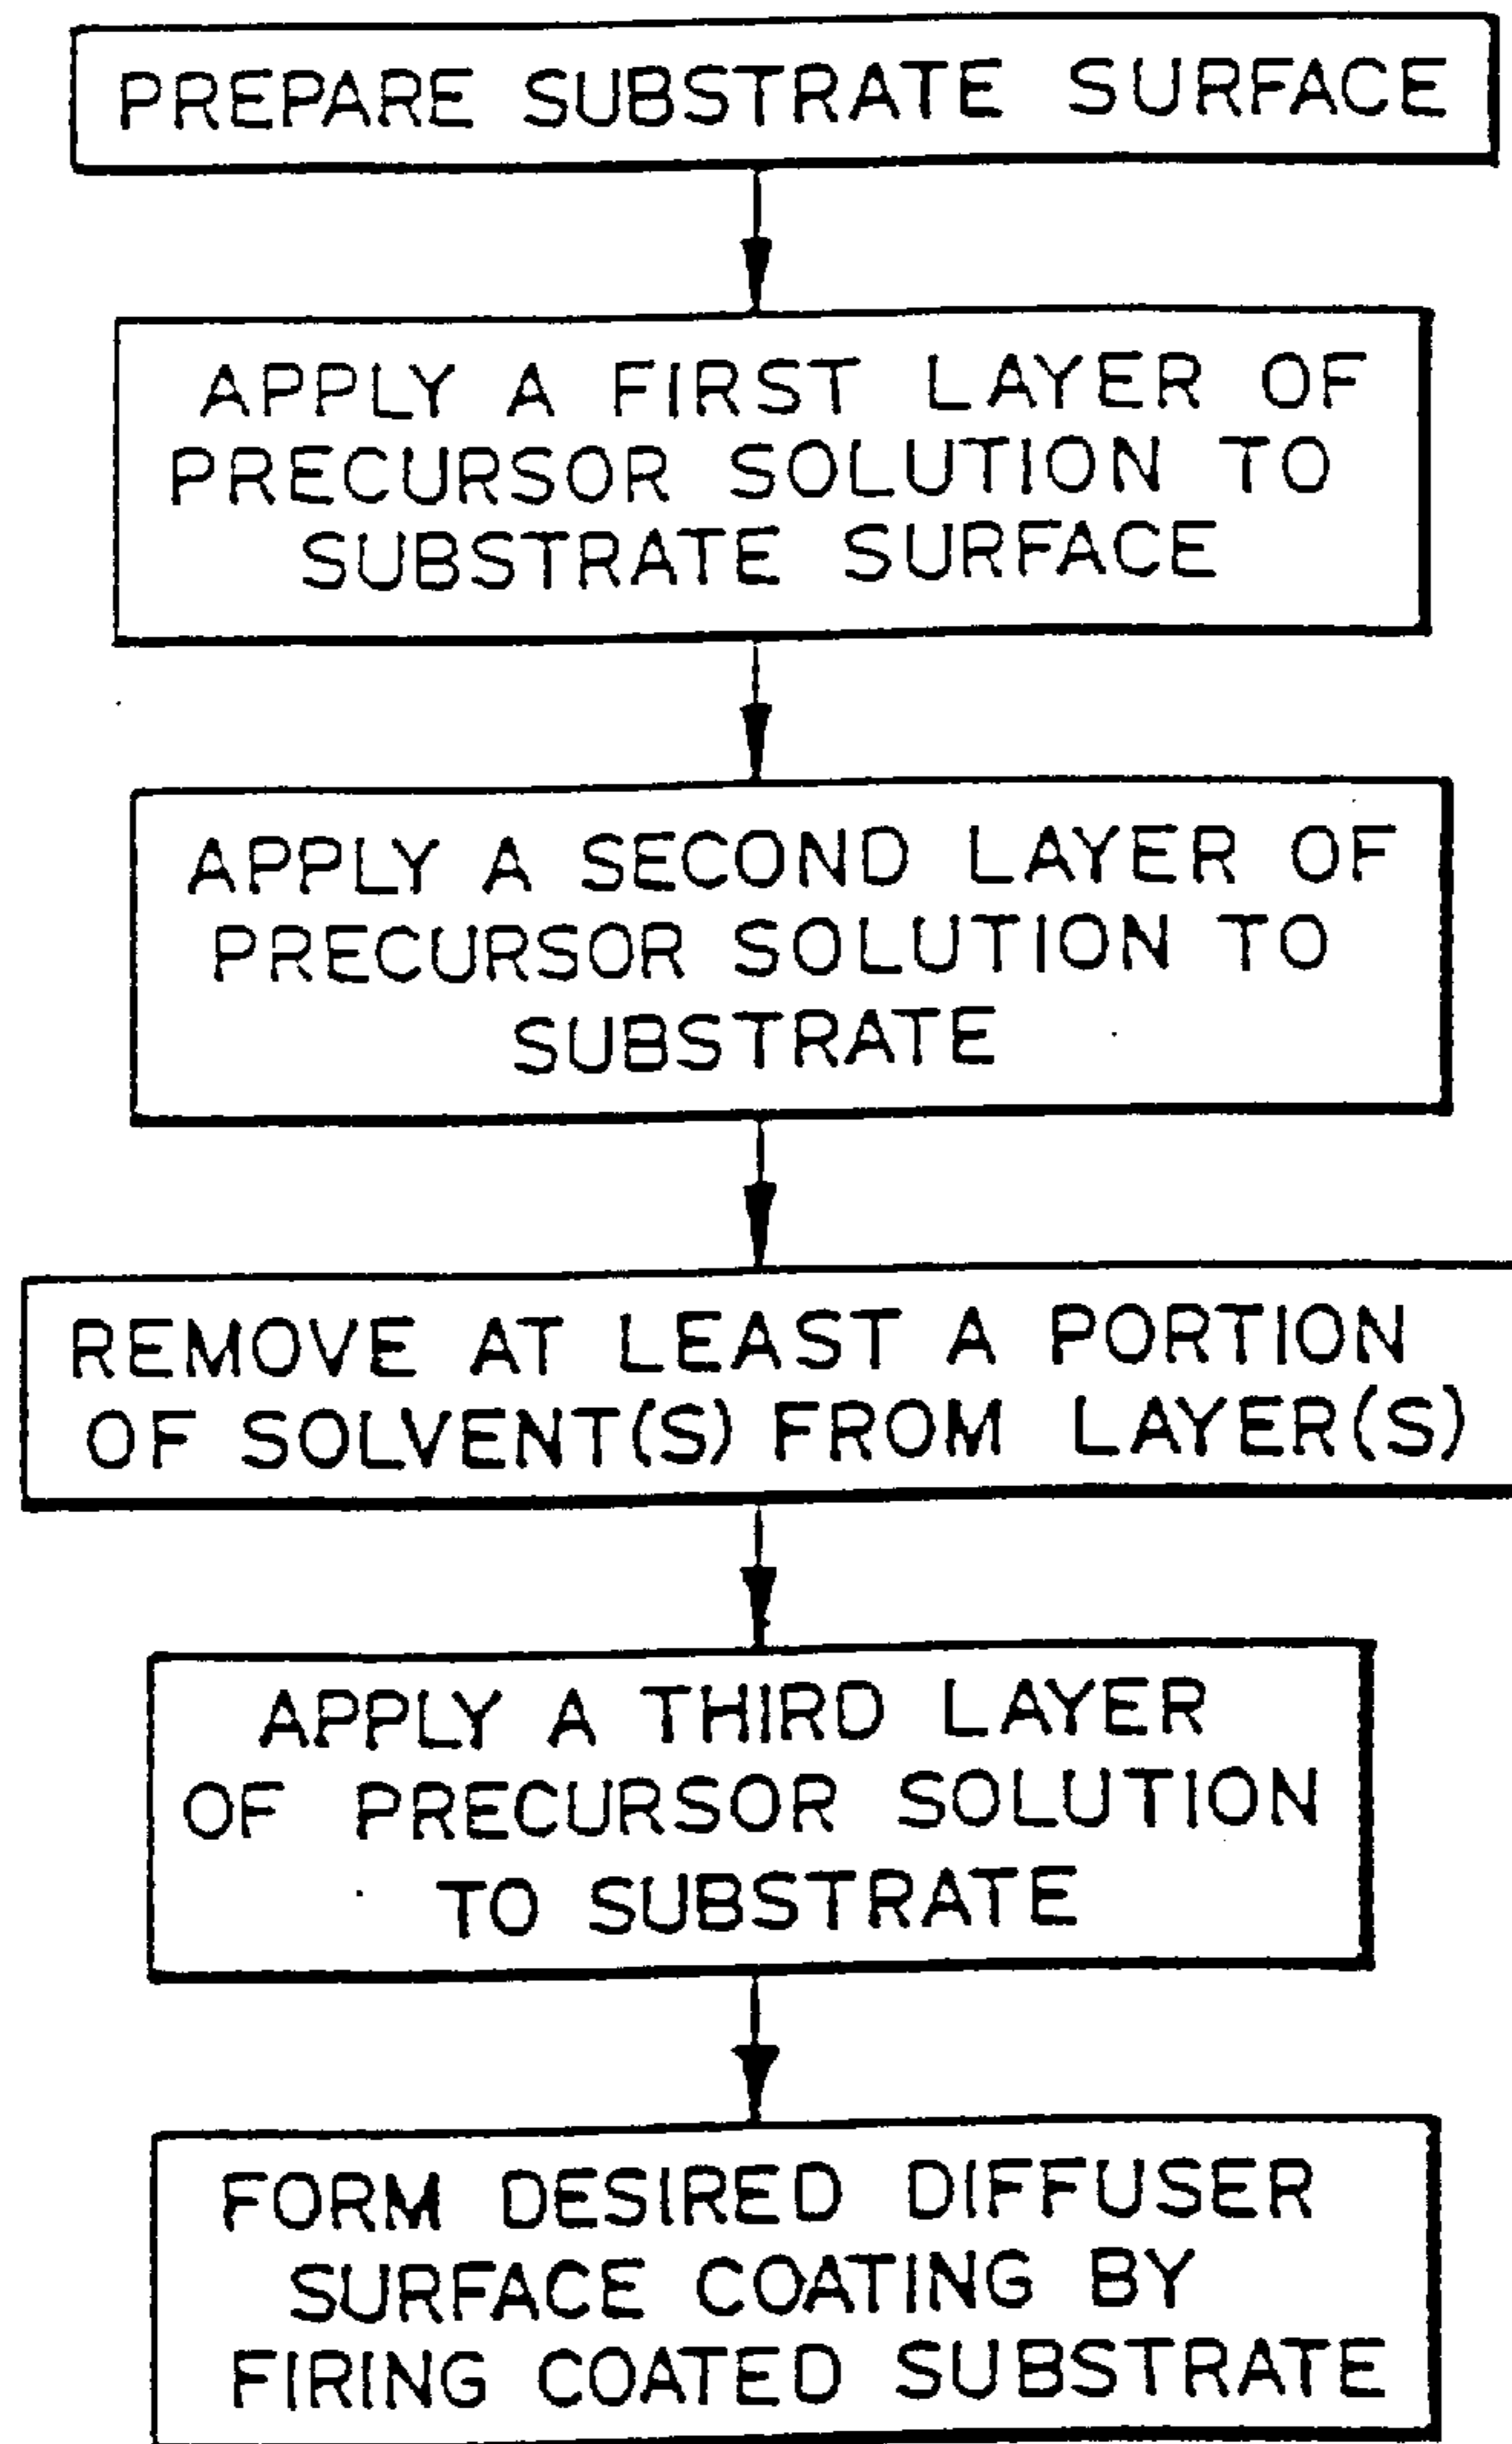 PREPARE SUBSTRATE SURFACE
APPLY A FIRST LAYER OF
PRECURSOR SOLUTION TO
SUBSTRATE SURFACE
APPLY A SECOND LAYER OF
PRECURSOR SOLUTION TO
SUBSTRATE
REMOVE AT LEAST A PORTION
OF SOLVENT(S) FROM LAYER(S)
APPLY A THIRD LAYER
OF PRECURSOR SOLUTION
TO SUBSTRATE
FORM DESIRED DIFFUSER
SURFACE COATING BY
FIRING COATED SUBSTRATE